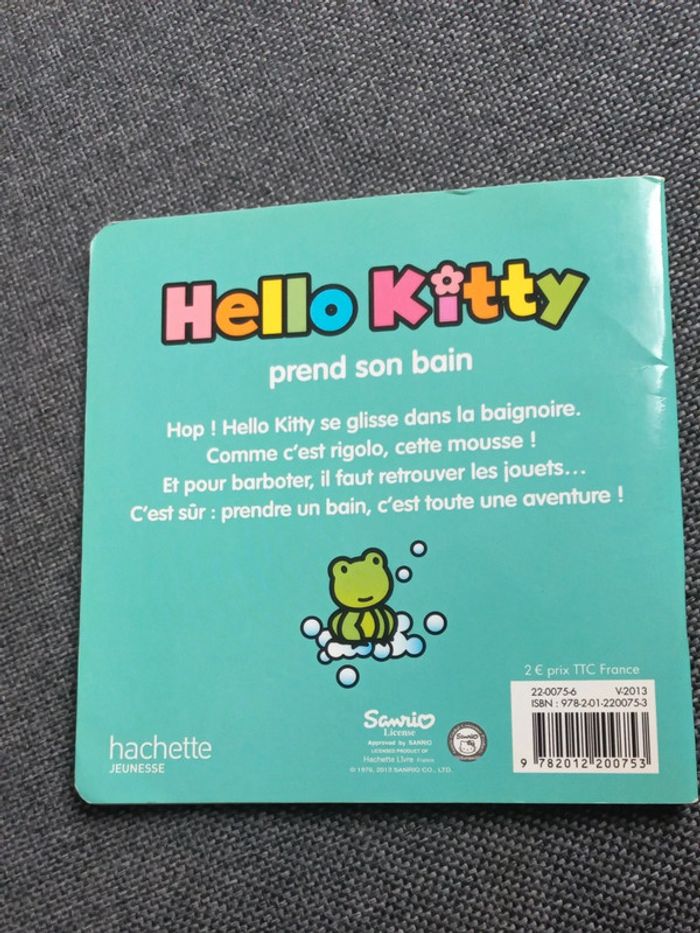 Hello Kitty
prend son bain
Hop ! Hello Kitty se glisse dans la baignoire.
Comme c'est rigolo, cette mousse !
Et pour barboter, il faut retrouver les jouets...
C'est sûr : prendre un bain, c'est toute une aventure !
2 € prix TTC France
22-0075-6 V-2013
ISBN : 978-2-01-220075-3
9 782012 200753
Sanrio
License
Approved by SANRIO
LICENSED PRODUCT OF
Hachette Livre France
© 1976, 2013 SANRIO CO., LTD.
hachette
JEUNESSE